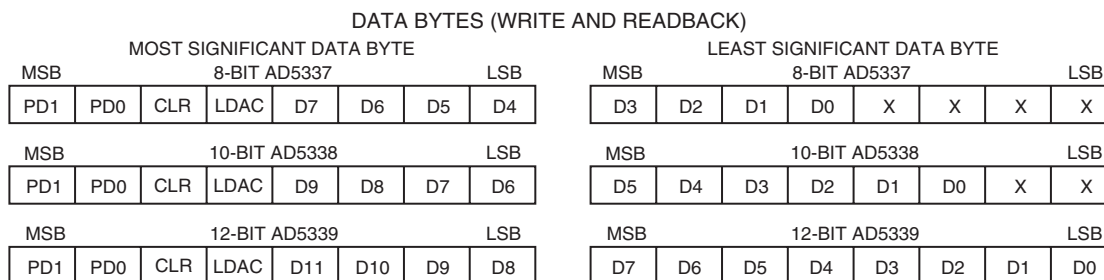 DATA BYTES (WRITE AND READBACK)
MOST SIGNIFICANT DATA BYTE
MSB 8-BIT AD5337 LSB
PD1 PD0 CLR LDAC D7 D6 D5 D4
MSB 10-BIT AD5338 LSB
PD1 PD0 CLR LDAC D9 D8 D7 D6
MSB 12-BIT AD5339 LSB
PD1 PD0 CLR LDAC D11 D10 D9 D8
LEAST SIGNIFICANT DATA BYTE
MSB 8-BIT AD5337 LSB
D3 D2 D1 D0 X X X X
MSB 10-BIT AD5338 LSB
D5 D4 D3 D2 D1 D0 X X
MSB 12-BIT AD5339 LSB
D7 D6 D5 D4 D3 D2 D1 D0